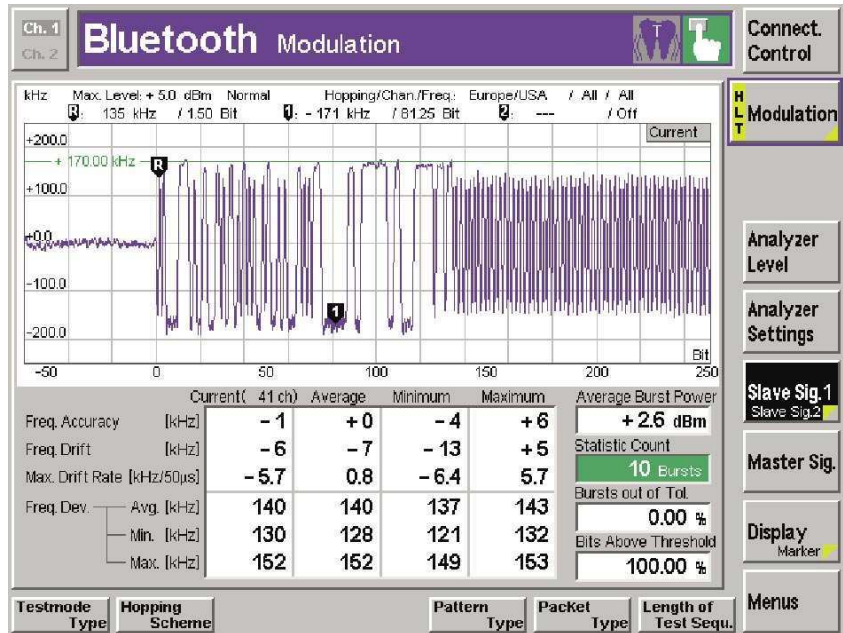 Ch. 1
Ch. 2
Bluetooth Modulation
Connect. Control
kHz Max. Level: + 5.0 dBm Normal Hopping/Chan./Freq.: Europe/USA / All / All
R: 135 kHz / 1.50 Bit 1: - 171 kHz / 81.25 Bit 2: --- / Off
HLT Modulation
+200.0
Current
+ 170.00 kHz
R
+100.0
+0.0
-100.0
1
-200.0
Bit
-50 0 50 100 150 200 250
Analyzer Level
Analyzer Settings
Slave Sig.1
Slave Sig.2
Master Sig.
Display
Marker
Menus
Current( 41 ch) Average Minimum Maximum Average Burst Power
Freq. Accuracy [kHz] - 1 + 0 - 4 + 6 + 2.6 dBm
Freq. Drift [kHz] - 6 - 7 - 13 + 5 Statistic Count
Max. Drift Rate [kHz/50µs] - 5.7 0.8 - 6.4 5.7 10 Bursts
Bursts out of Tol.
Freq. Dev. Avg. [kHz] 140 140 137 143 0.00 %
Min. [kHz] 130 128 121 132 Bits Above Threshold
Max. [kHz] 152 152 149 153 100.00 %
Testmode Type
Hopping Scheme
Pattern Type
Packet Type
Length of Test Sequ.